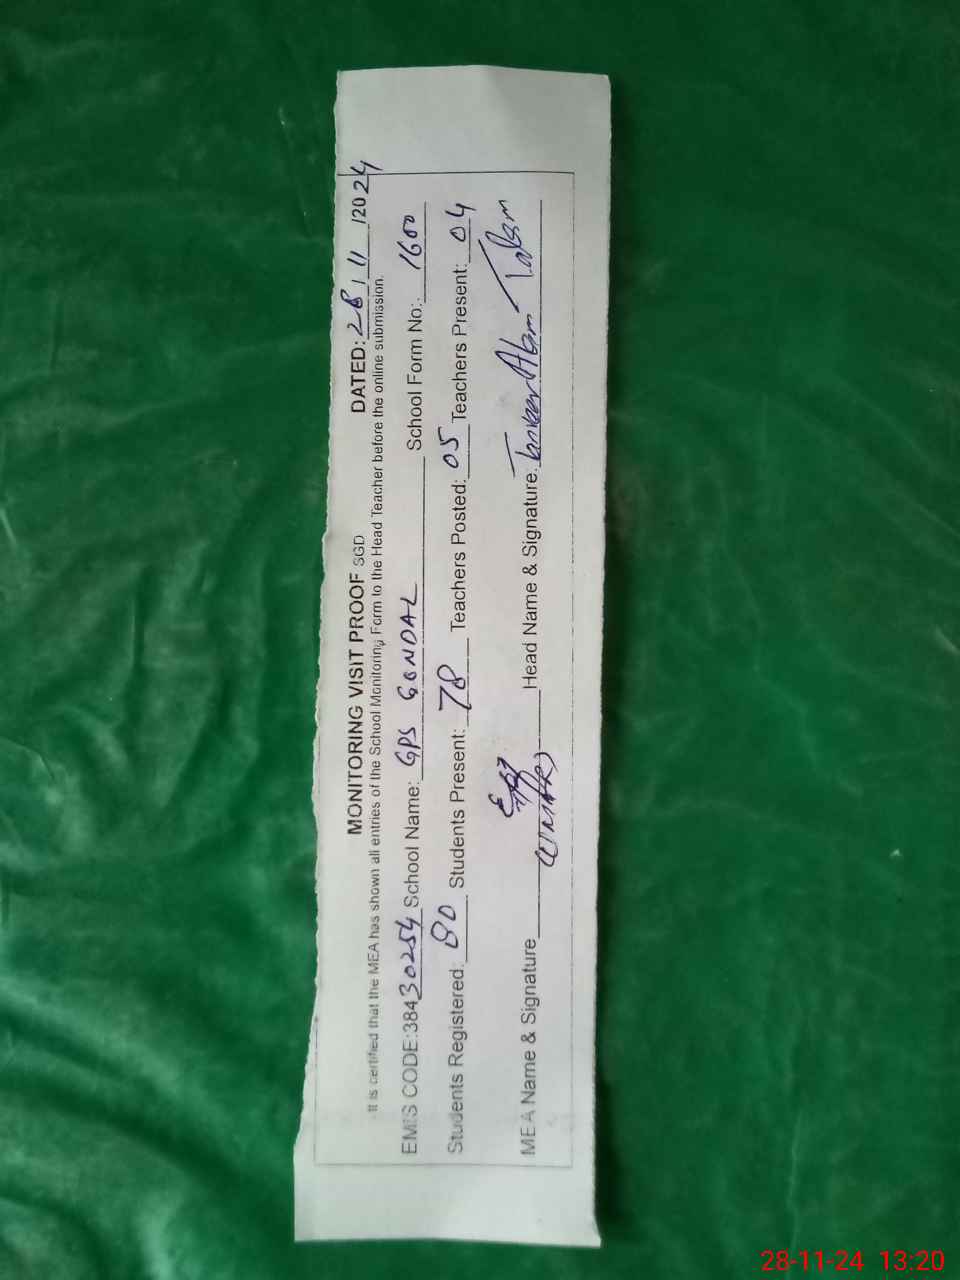 MONITORING VISIT PROOF SGD DATED: 28/11/2024
It is certified that the MEA has shown all entries of the School Monitoring Form to the Head Teacher before the online submission.
EMIS CODE:38430254 School Name: GPS GONDAL School Form No: 1600
Students Registered: 80 Students Present: 78 Teachers Posted: 05 Teachers Present: 04
MEA Name & Signature Head Name & Signature:
28-11-24 13:20